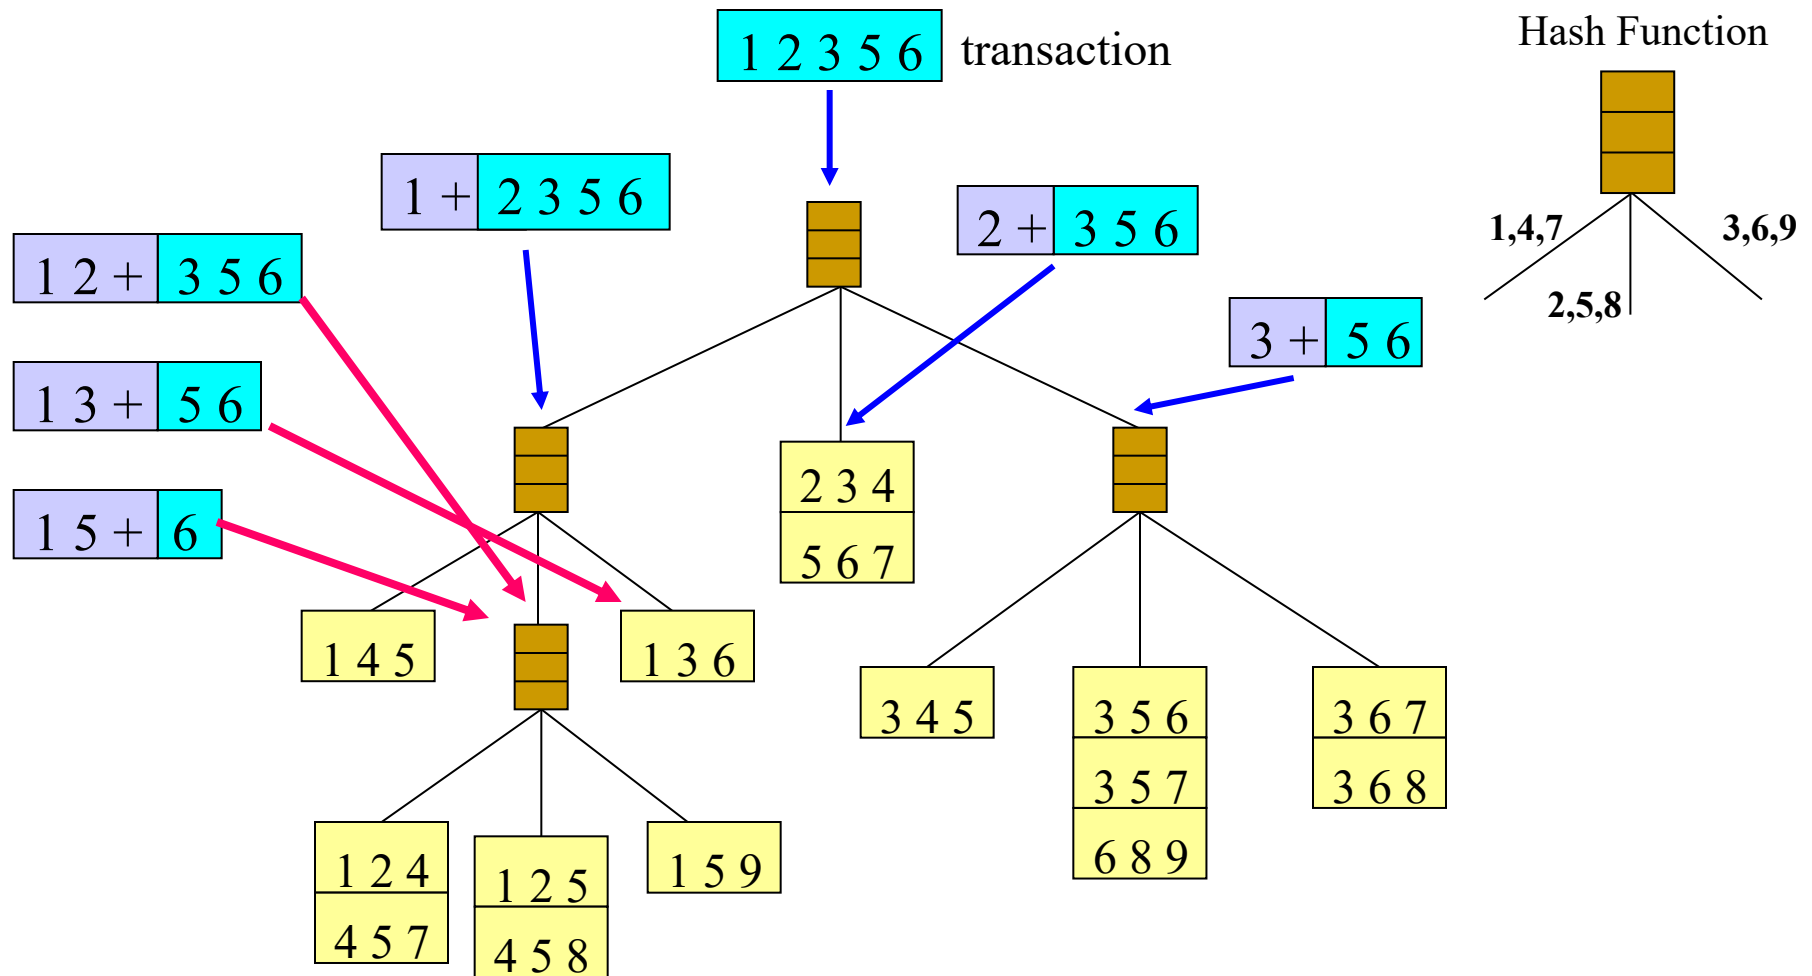 1 2 3 5 6 transaction
Hash Function
1 + 2 3 5 6
2 + 3 5 6
1,4,7
3,6,9
2,5,8
1 2 + 3 5 6
3 + 5 6
1 3 + 5 6
1 5 + 6
2 3 4
5 6 7
1 4 5
1 3 6
3 4 5
3 5 6
3 5 7
6 8 9
3 6 7
3 6 8
1 2 4
4 5 7
1 2 5
4 5 8
1 5 9